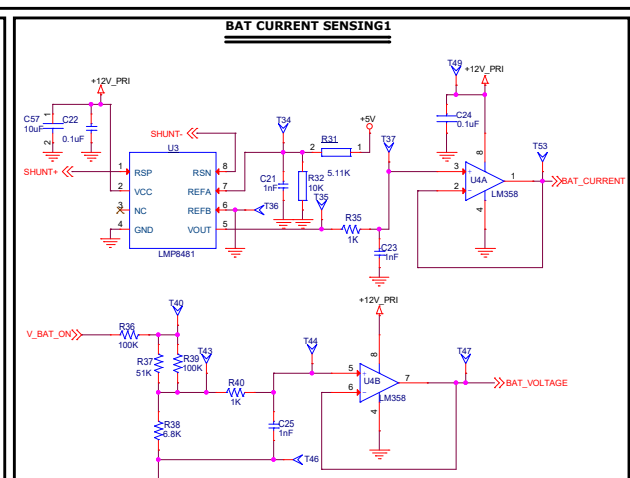 BAT CURRENT SENSING1
+12V_PRI
C57
10uF
1
2
C22
0.1uF
SHUNT-
SHUNT+
U3
1
RSP
RSN
8
2
VCC
REFA
7
3
NC
REFB
6
4
GND
VOUT
5
LMP8481
T34
C21
1nF
R31
2
1
5.11K
+5V
R32
10K
T35
T36
R35
1K
T37
C23
1nF
T49
+12V_PRI
C24
0.1uF
3
+
2
-
U4A
8
4
1
LM358
T53
BAT_CURRENT
V_BAT_ON
R36
100K
T40
R37
51K
R39
100K
T43
R38
6.8K
R40
1K
T44
C25
1nF
T46
+12V_PRI
5
+
6
-
U4B
8
4
7
LM358
T47
BAT_VOLTAGE